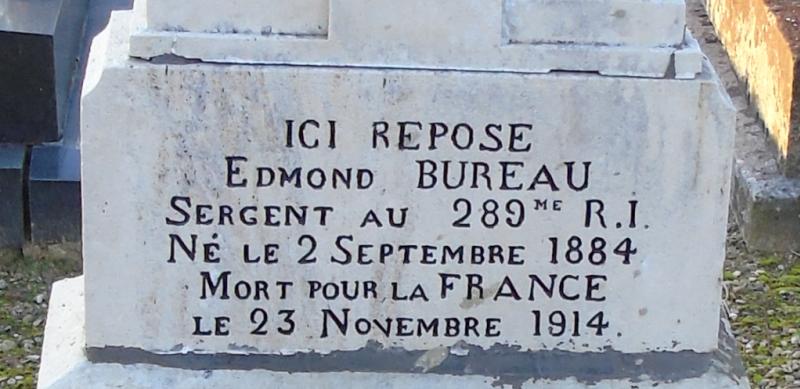 ICI REPOSE
EDMOND BUREAU
SERGENT AU 289ME R.I.
NÉ LE 2 SEPTEMBRE 1884
MORT POUR LA FRANCE
LE 23 NOVEMBRE 1914.